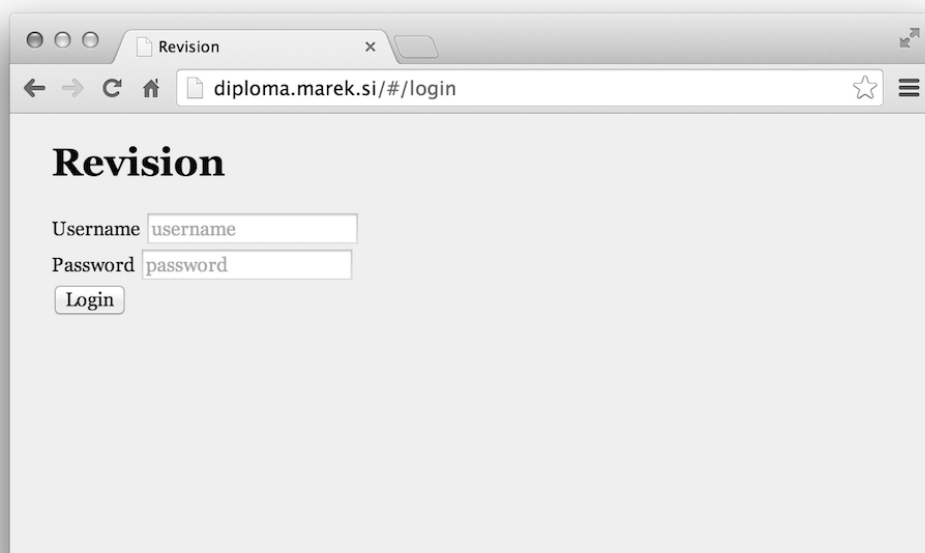 Revision
diploma.marek.si/#/login
Revision
Username username
Password password
Login